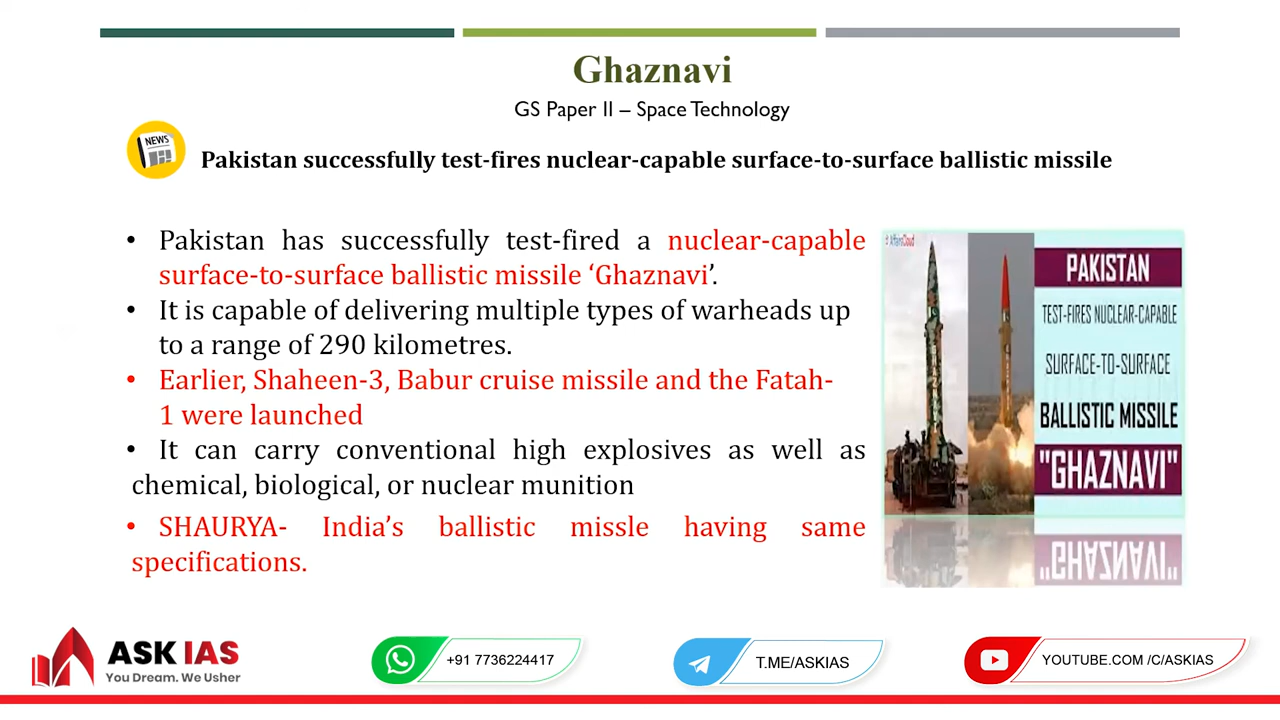 Ghaznavi
GS Paper II – Space Technology
NEWS
Pakistan successfully test-fires nuclear-capable surface-to-surface ballistic missile
• Pakistan has successfully test-fired a nuclear-capable
surface-to-surface ballistic missile ‘Ghaznavi’.
• It is capable of delivering multiple types of warheads up
to a range of 290 kilometres.
• Earlier, Shaheen-3, Babur cruise missile and the Fatah-
1 were launched
• It can carry conventional high explosives as well as
chemical, biological, or nuclear munition
• SHAURYA- India’s ballistic missle having same
specifications.
AffairsCloud
PAKISTAN
TEST-FIRES NUCLEAR-CAPABLE
SURFACE-TO-SURFACE
BALLISTIC MISSILE
"GHAZNAVI"
ASK IAS
You Dream. We Usher
+91 7736224417
T.ME/ASKIAS
YOUTUBE.COM /C/ASKIAS